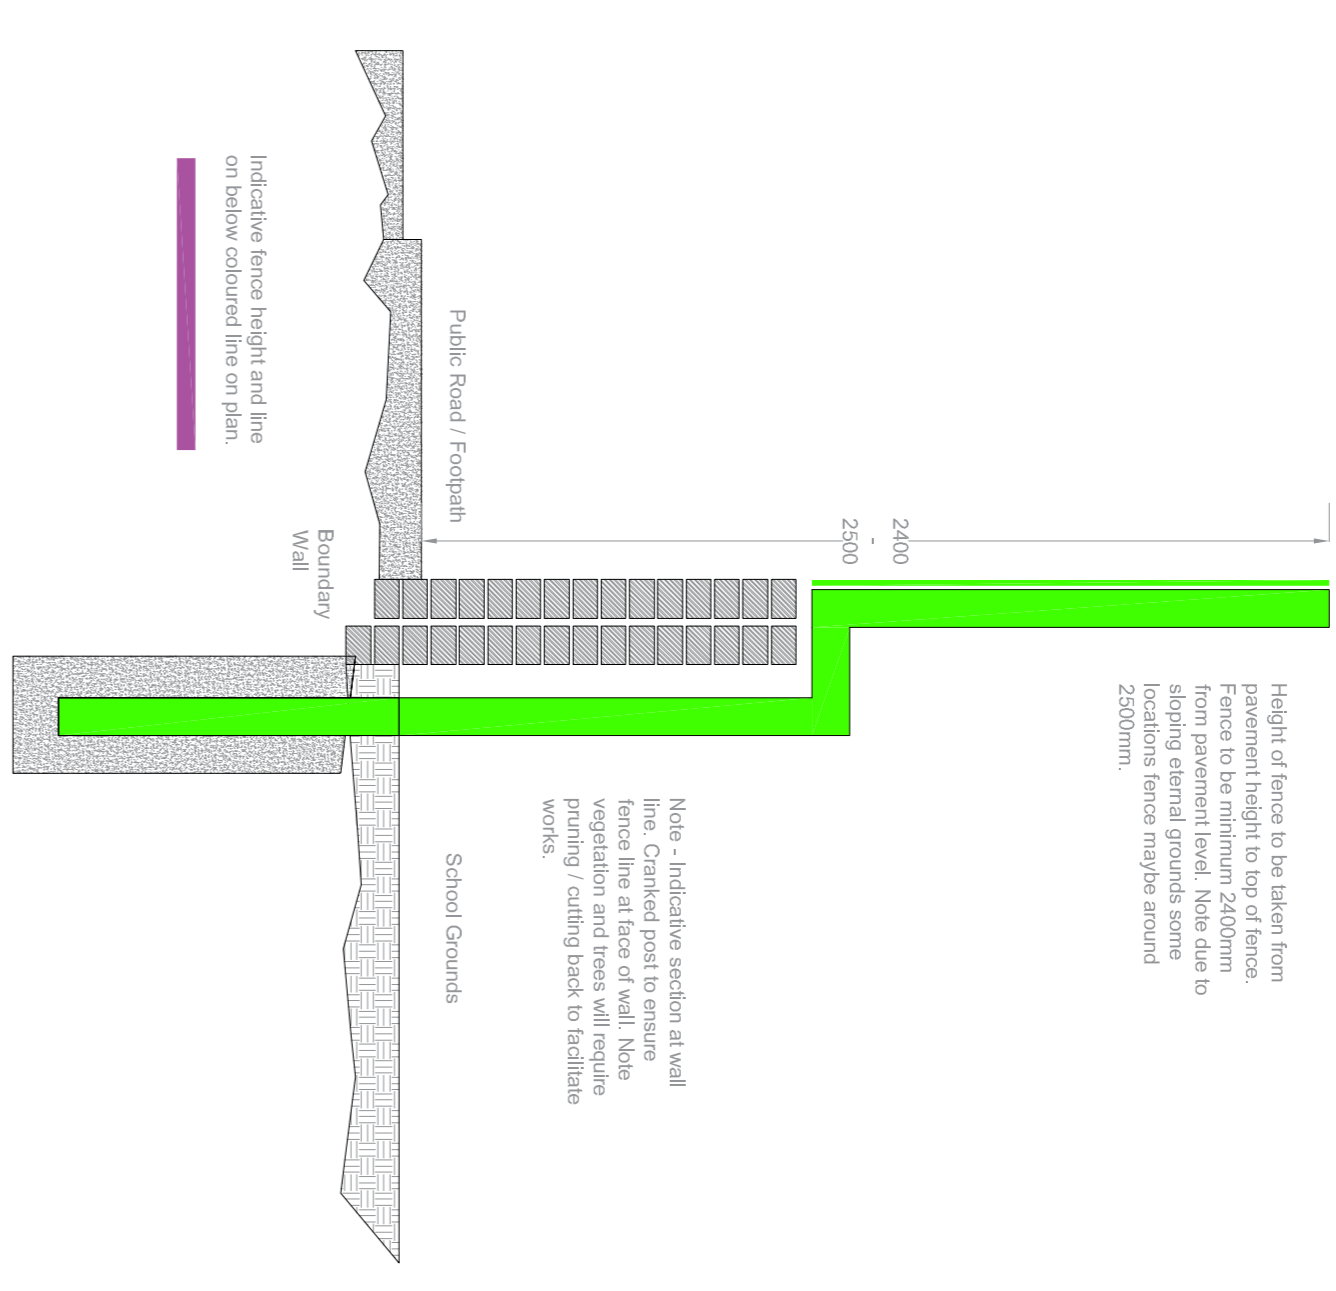 2400
-
2500
Height of fence to be taken from
pavement height to top of fence.
Fence to be minimum 2400mm
from pavement level. Note due to
sloping eternal grounds some
locations fence maybe around
2500mm.
Note - Indicative section at wall
line. Cranked post to ensure
fence line at face of wall. Note
vegetation and trees will require
pruning / cutting back to facilitate
works.
Public Road / Footpath
School Grounds
Boundary
Wall
Indicative fence height and line
on below coloured line on plan.